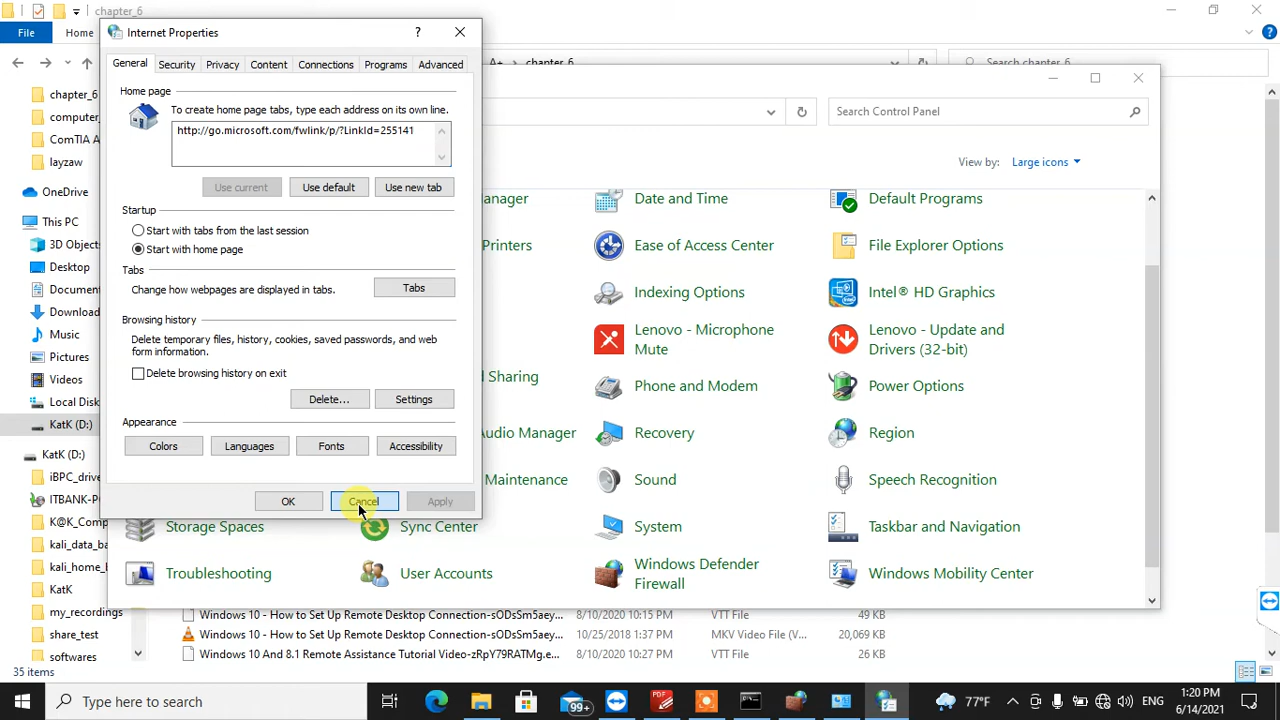 chapter_6
File
Home
Internet Properties
?
General
Security
Privacy
Content
Connections
Programs
Advanced
Home page
To create home page tabs, type each address on its own line.
http://go.microsoft.com/fwlink/p/?LinkId=255141
Use current
Use default
Use new tab
Startup
Start with tabs from the last session
Start with home page
Tabs
Change how webpages are displayed in tabs.
Tabs
Browsing history
Delete temporary files, history, cookies, saved passwords, and web
form information.
Delete browsing history on exit
Delete...
Settings
Appearance
Colors
Languages
Fonts
Accessibility
OK
Cancel
Apply
A+
chapter_6
Search chapter_6
Search Control Panel
View by:
Large icons
anager
Date and Time
Default Programs
Printers
Ease of Access Center
File Explorer Options
Indexing Options
Intel® HD Graphics
Lenovo - Microphone
Mute
Lenovo - Update and
Drivers (32-bit)
d Sharing
Phone and Modem
Power Options
Audio Manager
Recovery
Region
Maintenance
Sound
Speech Recognition
Storage Spaces
Sync Center
System
Taskbar and Navigation
Troubleshooting
User Accounts
Windows Defender
Firewall
Windows Mobility Center
chapter_6
computer_
ComTIA A
layzaw
OneDrive
This PC
3D Objects
Desktop
Document
Download
Music
Pictures
Videos
Local Disk
KatK (D:)
KatK (D:)
iBPC_drive
ITBANK-P
K@K_Comp
kali_data_ba
kali_home_b
KatK
my_recordings
share_test
softwares
Windows 10 - How to Set Up Remote Desktop Connection-sODsSm5aey...
8/10/2020 10:15 PM
VTT File
49 KB
Windows 10 - How to Set Up Remote Desktop Connection-sODsSm5aey...
10/25/2018 1:37 PM
MKV Video File (V...
20,069 KB
Windows 10 And 8.1 Remote Assistance Tutorial Video-zRpY79RATMg.e...
8/10/2020 10:27 PM
VTT File
26 KB
35 items
Type here to search
99+
PDF
77°F
ENG
1:20 PM
6/14/2021